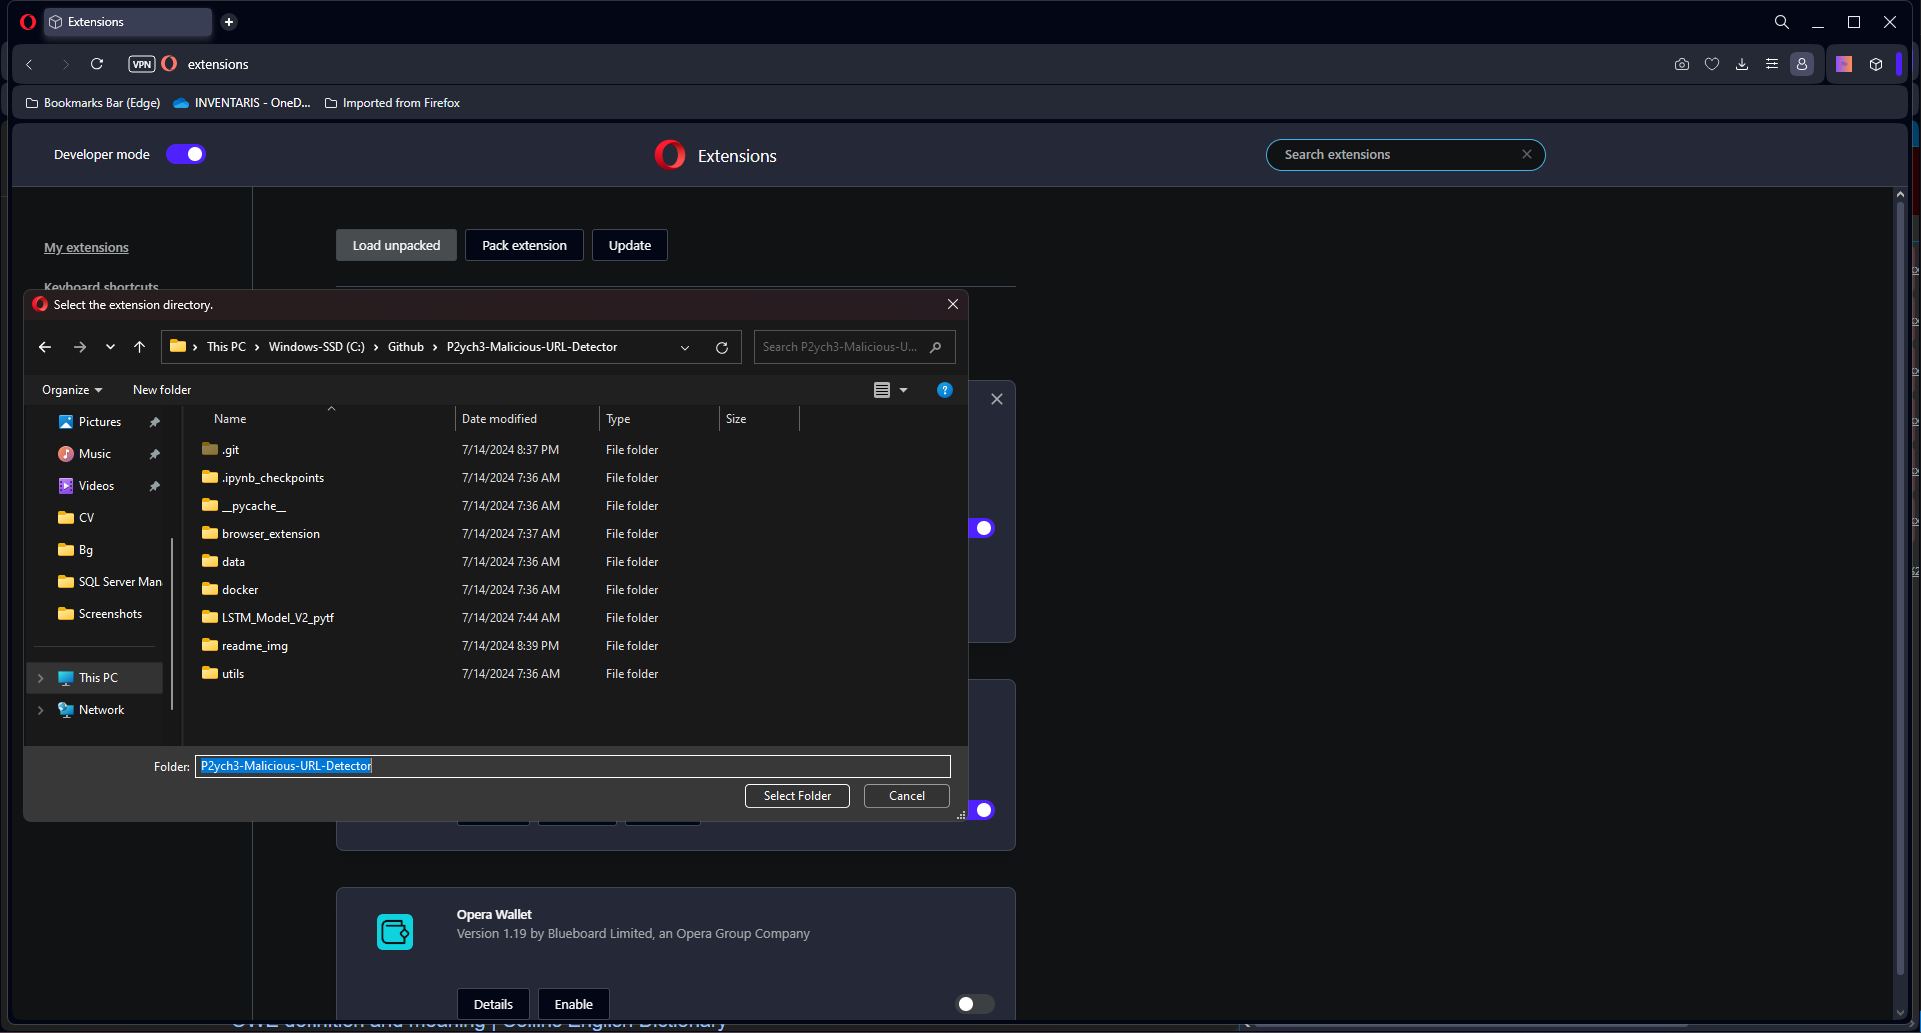 Extensions
VPN extensions
Bookmarks Bar (Edge) INVENTARIS - OneD... Imported from Firefox
Developer mode
Extensions
Search extensions
My extensions
Keyboard shortcuts
Load unpacked Pack extension Update
Select the extension directory.
This PC > Windows-SSD (C:) > Github > P2ych3-Malicious-URL-Detector
Search P2ych3-Malicious-U...
Organize New folder
?
Pictures
Music
Videos
CV
Bg
SQL Server Man
Screenshots
This PC
Network
Name Date modified Type Size
.git 7/14/2024 8:37 PM File folder
.ipynb_checkpoints 7/14/2024 7:36 AM File folder
__pycache__ 7/14/2024 7:36 AM File folder
browser_extension 7/14/2024 7:37 AM File folder
data 7/14/2024 7:36 AM File folder
docker 7/14/2024 7:36 AM File folder
LSTM_Model_V2_pytf 7/14/2024 7:44 AM File folder
readme_img 7/14/2024 8:39 PM File folder
utils 7/14/2024 7:36 AM File folder
Folder: P2ych3-Malicious-URL-Detector
Select Folder Cancel
Opera Wallet
Version 1.19 by Blueboard Limited, an Opera Group Company
Details Enable
definition and meaning | Collins English Dictionary